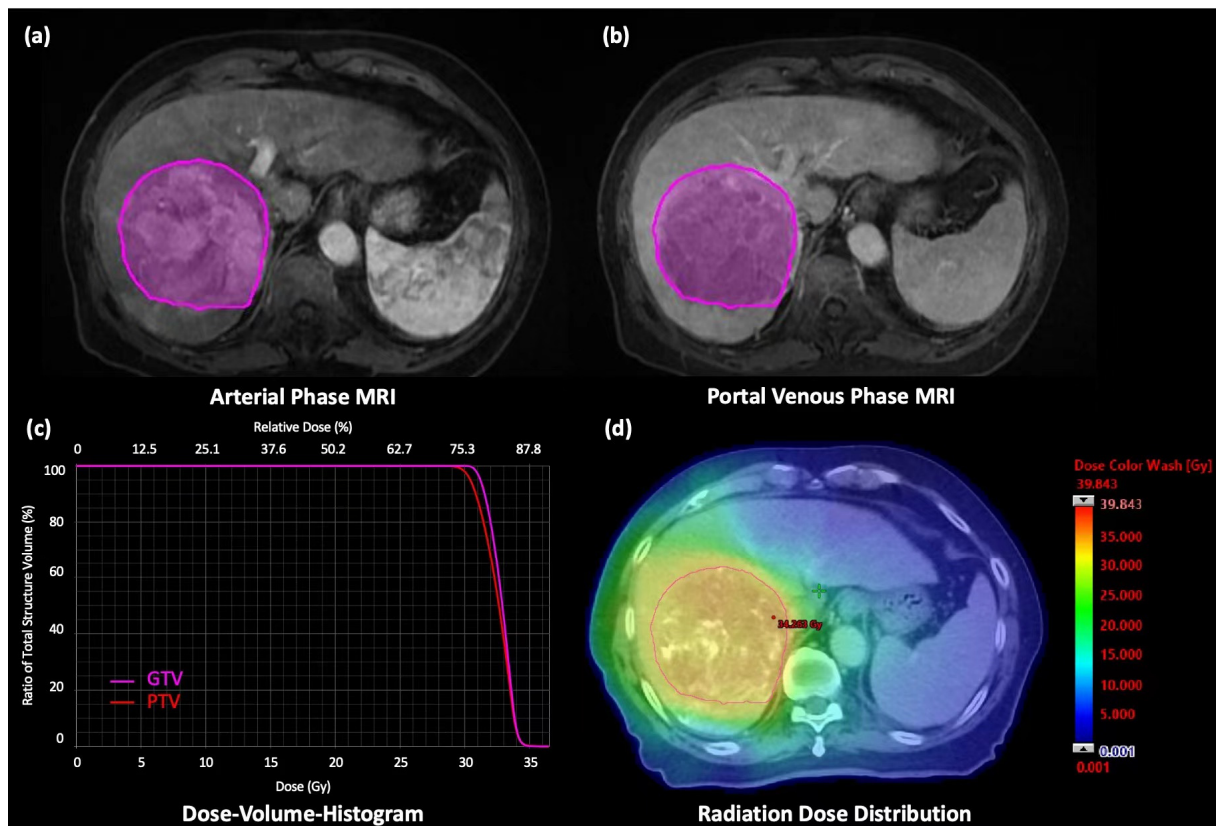 (a)
(b)
Arterial Phase MRI
Portal Venous Phase MRI
(c)
Relative Dose (%)
0 12.5 25.1 37.6 50.2 62.7 75.3 87.8
Ratio of Total Structure Volume (%)
100
80
60
40
20
0
GTV
PTV
0 5 10 15 20 25 30 35
Dose (Gy)
Dose-Volume-Histogram
(d)
Dose Color Wash [Gy]
39.843
39.843
35.000
30.000
25.000
20.000
15.000
10.000
5.000
0.001
0.001
34.263 Gy
Radiation Dose Distribution